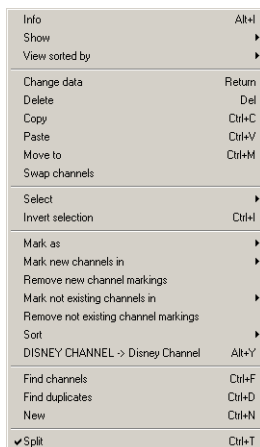 Info Alt+I
Show
View sorted by
Change data Return
Delete Del
Copy Ctrl+C
Paste Ctrl+V
Move to Ctrl+M
Swap channels
Select
Invert selection Ctrl+I
Mark as
Mark new channels in
Remove new channel markings
Mark not existing channels in
Remove not existing channel markings
Sort
DISNEY CHANNEL -> Disney Channel Alt+Y
Find channels Ctrl+F
Find duplicates Ctrl+D
New Ctrl+N
Split Ctrl+T